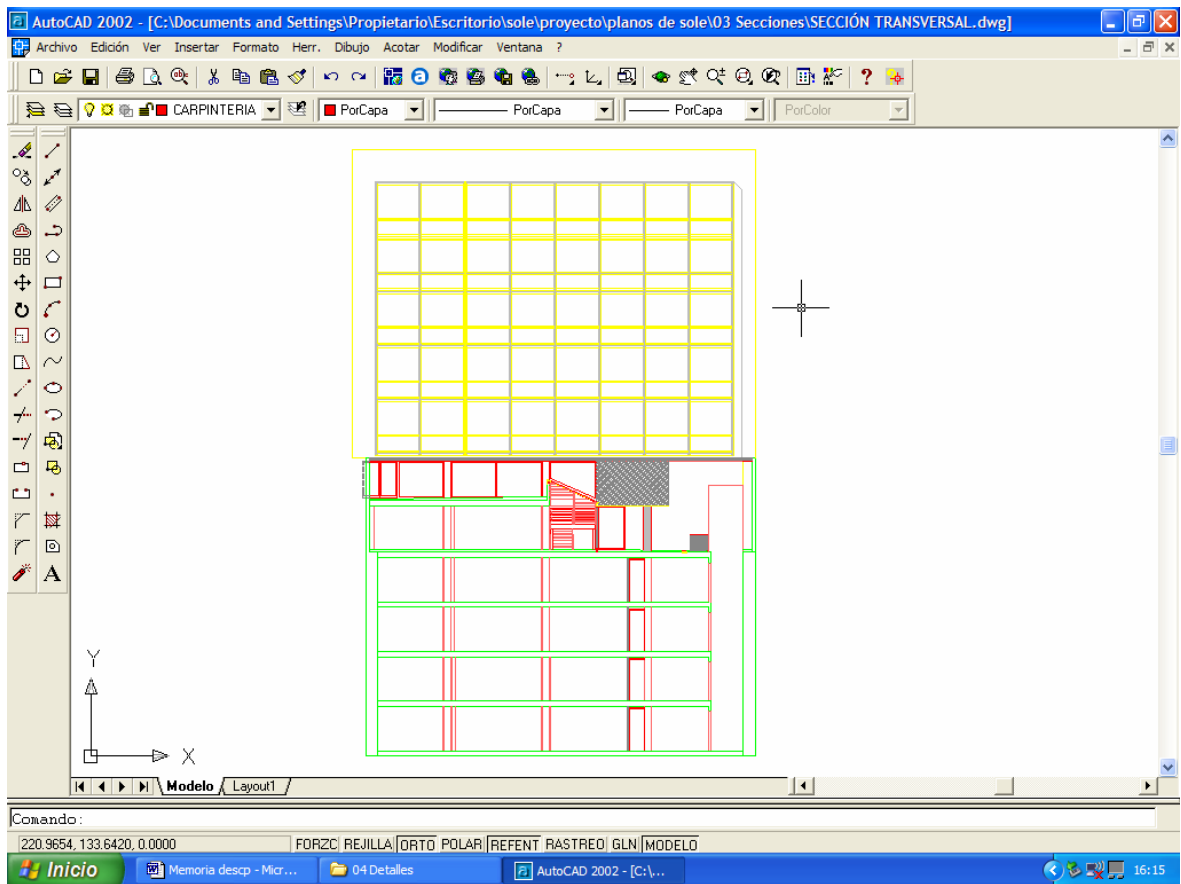 AutoCAD 2002 - [C:\Documents and Settings\Propietario\Escritorio\sole\proyecto\planos de sole\03 Secciones\SECCIÓN TRANSVERSAL.dwg]
Archivo Edición Ver Insertar Formato Herr. Dibujo Acotar Modificar Ventana ?
CARPINTERIA PorCapa PorCapa PorCapa PorColor
A
Y
X
Modelo Layout1
Comando:
220.9654, 133.6420, 0.0000 FORZC REJILLA ORTO POLAR REFENT RASTREO GLN MODELO
Inicio Memoria descp - Micr... 04 Detalles AutoCAD 2002 - [C:\... 16:15